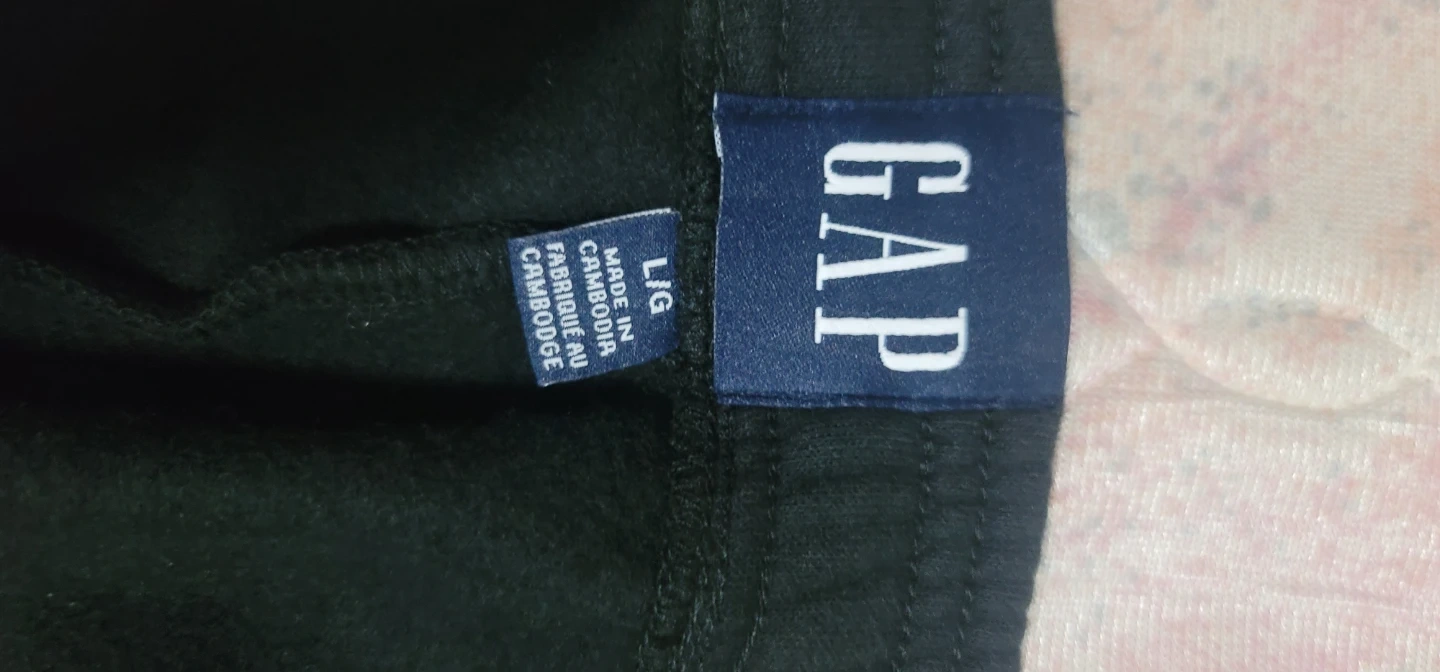 GAP
L/G
MADE IN
CAMBODIA
FABRIQUÉ AU
CAMBODGE